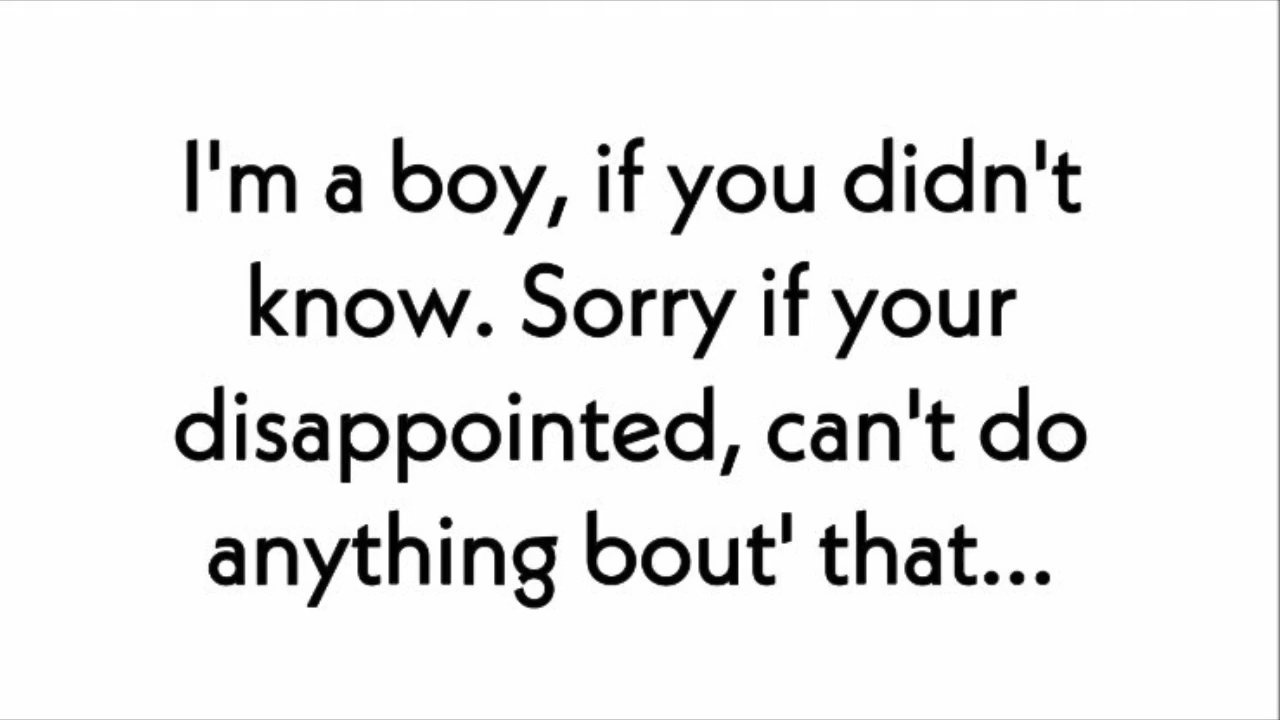 I'm a boy, if you didn't
know. Sorry if your
disappointed, can't do
anything bout' that...